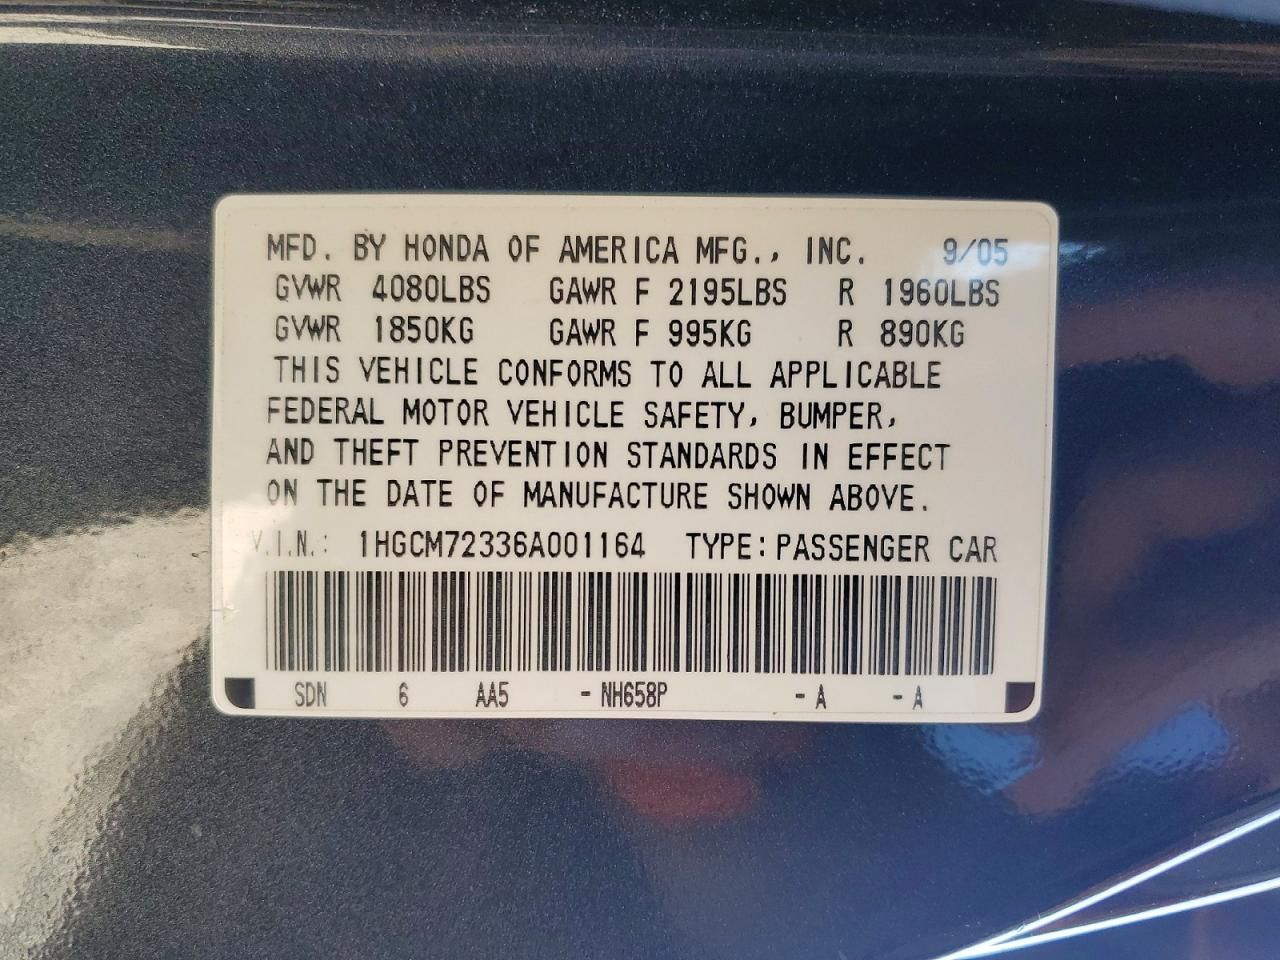 MFD. BY HONDA OF AMERICA MFG., INC. 9/05
GVWR 4080LBS GAWR F 2195LBS R 1960LBS
GVWR 1850KG GAWR F 995KG R 890KG
THIS VEHICLE CONFORMS TO ALL APPLICABLE
FEDERAL MOTOR VEHICLE SAFETY, BUMPER,
AND THEFT PREVENTION STANDARDS IN EFFECT
ON THE DATE OF MANUFACTURE SHOWN ABOVE.
V.I.N.: 1HGCM72336A001164 TYPE: PASSENGER CAR
SDN 6 AA5 - NH658P - A - A